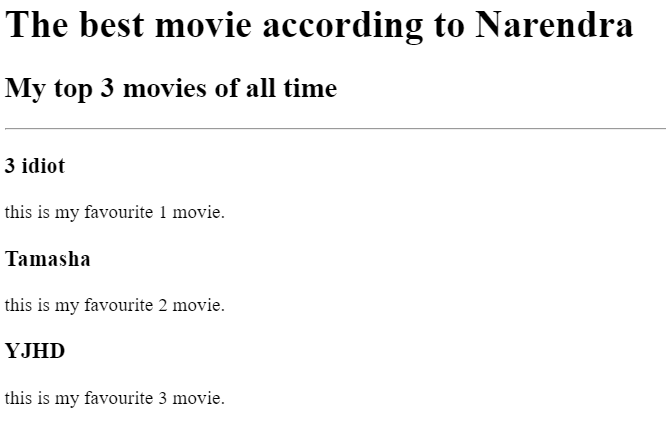 The best movie according to Narendra
My top 3 movies of all time
3 idiot
this is my favourite 1 movie.
Tamasha
this is my favourite 2 movie.
YJHD
this is my favourite 3 movie.